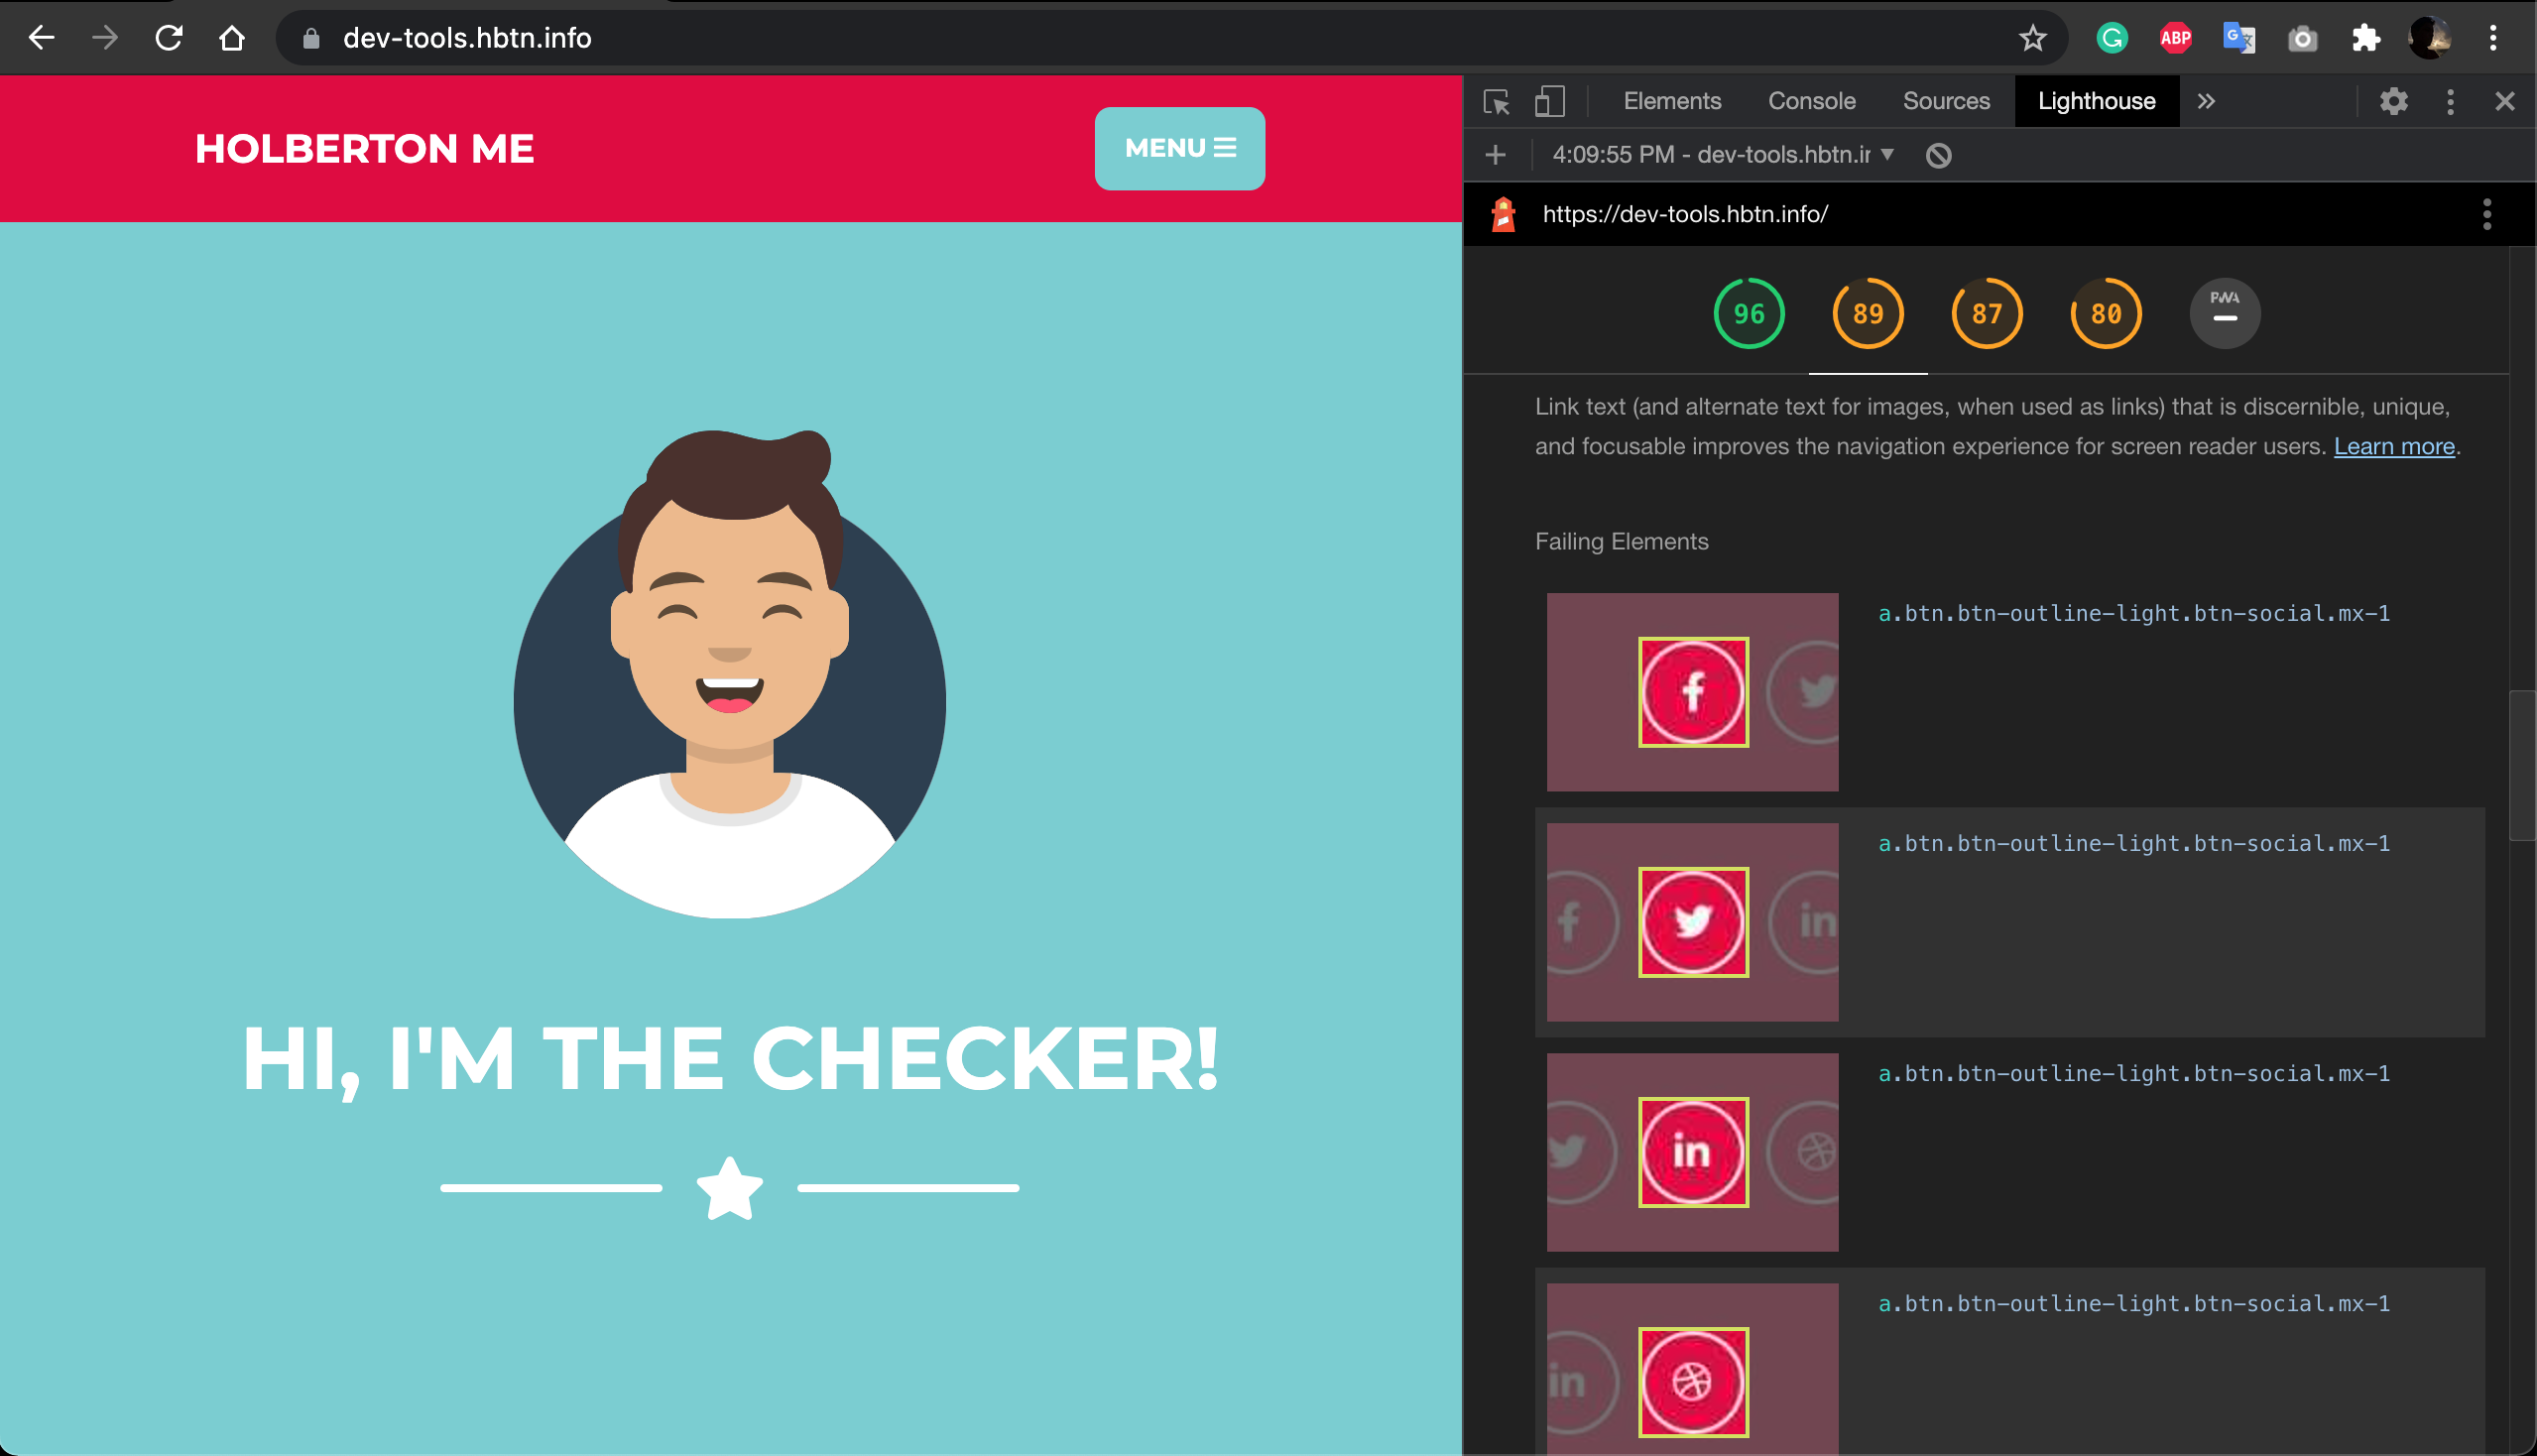 dev-tools.hbtn.info
ABP
HOLBERTON ME
MENU
HI, I'M THE CHECKER!
Elements Console Sources Lighthouse
4:09:55 PM - dev-tools.hbtn.ir
https://dev-tools.hbtn.info/
96 89 87 80 PWA
Link text (and alternate text for images, when used as links) that is discernible, unique,
and focusable improves the navigation experience for screen reader users. Learn more.
Failing Elements
a.btn.btn-outline-light.btn-social.mx-1
a.btn.btn-outline-light.btn-social.mx-1
in
a.btn.btn-outline-light.btn-social.mx-1
in
a.btn.btn-outline-light.btn-social.mx-1
in